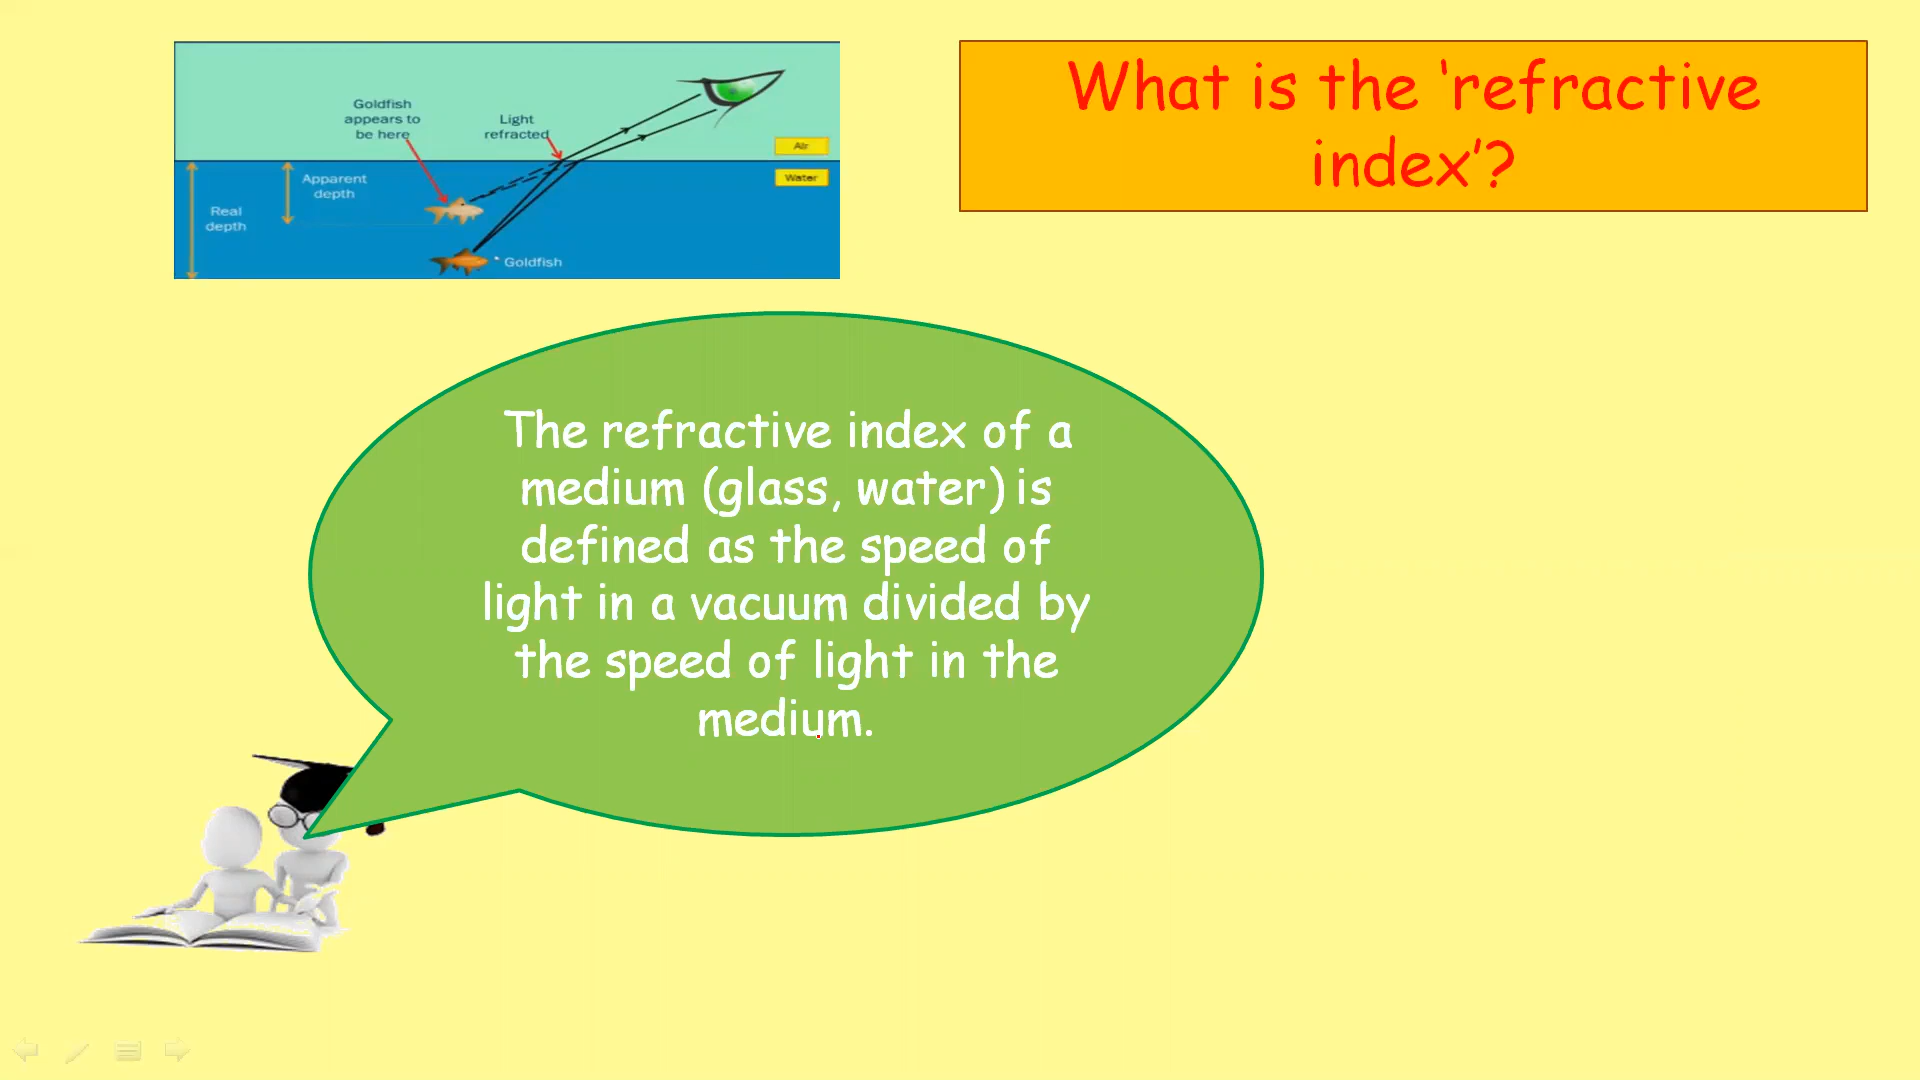 Goldfish
appears to
be here
Light
refracted
Air
Water
Apparent
depth
Real
depth
Goldfish
What is the ‘refractive
index’?
The refractive index of a
medium (glass, water) is
defined as the speed of
light in a vacuum divided by
the speed of light in the
medium.